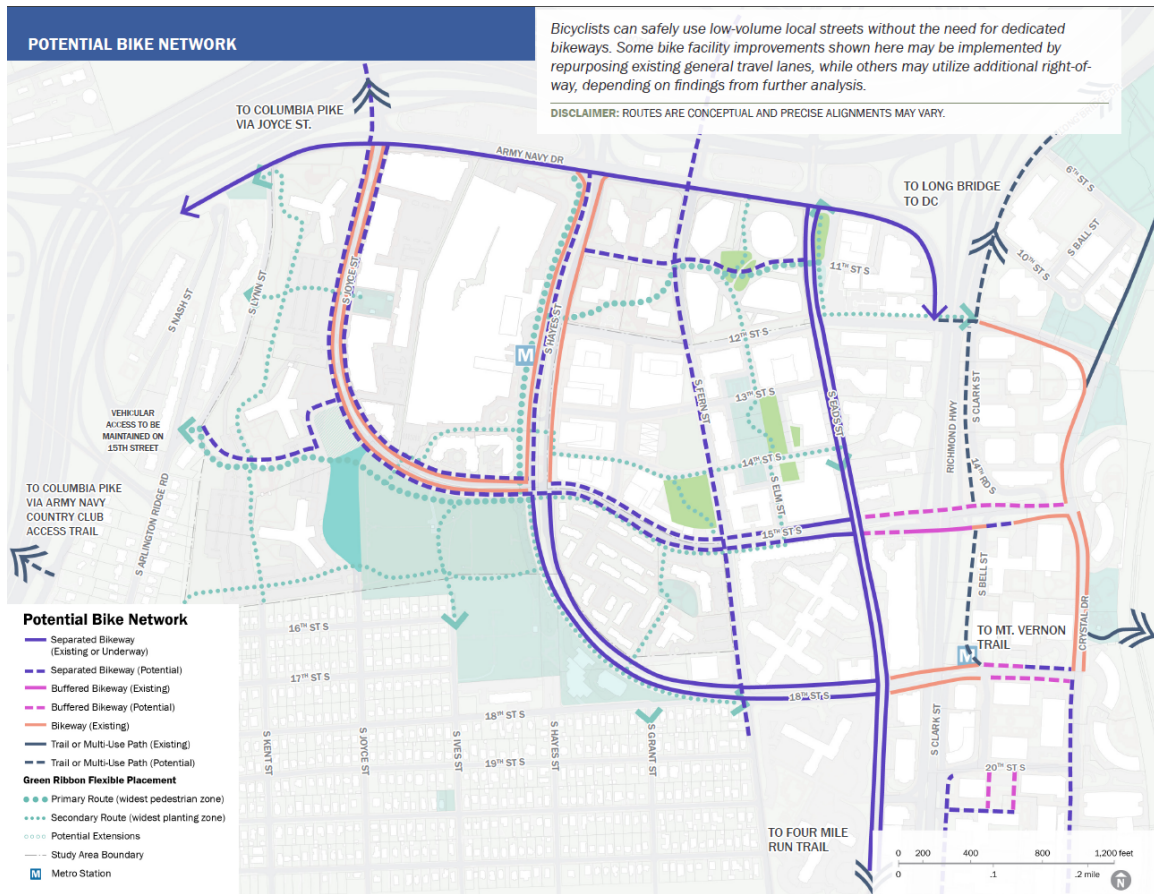 POTENTIAL BIKE NETWORK
Bicyclists can safely use low-volume local streets without the need for dedicated
bikeways. Some bike facility improvements shown here may be implemented by
repurposing existing general travel lanes, while others may utilize additional right-of-
way, depending on findings from further analysis.
DISCLAIMER: ROUTES ARE CONCEPTUAL AND PRECISE ALIGNMENTS MAY VARY.
TO COLUMBIA PIKE
VIA JOYCE ST.
ARMY NAVY DR
TO LONG BRIDGE
TO DC
6TH ST S
S BALL ST
10TH ST S
11TH ST S
S NASH ST
S LYNN ST
S JOYCE ST
S HAYES ST
M
12TH ST S
S FERN ST
13TH ST S
S EADS ST
RICHMOND HWY
S CLARK ST
VEHICULAR
ACCESS TO BE
MAINTAINED ON
15TH STREET
14TH ST S
S ELM ST
14TH RD S
15TH ST S
TO COLUMBIA PIKE
VIA ARMY NAVY
COUNTRY CLUB
ACCESS TRAIL
S ARLINGTON RIDGE RD
S BELL ST
CRYSTAL DR
TO MT. VERNON
TRAIL
M
16TH ST S
17TH ST S
18TH ST S
18TH ST S
19TH ST S
20TH ST S
S KENT ST
S JOYCE ST
S IVES ST
S HAYES ST
S GRANT ST
S CLARK ST
TO FOUR MILE
RUN TRAIL
Potential Bike Network
Separated Bikeway
(Existing or Underway)
Separated Bikeway (Potential)
Buffered Bikeway (Existing)
Buffered Bikeway (Potential)
Bikeway (Existing)
Trail or Multi-Use Path (Existing)
Trail or Multi-Use Path (Potential)
Green Ribbon Flexible Placement
Primary Route (widest pedestrian zone)
Secondary Route (widest planting zone)
Potential Extensions
Study Area Boundary
M Metro Station
0 200 400 800 1,200 feet
0 .1 .2 mile
N